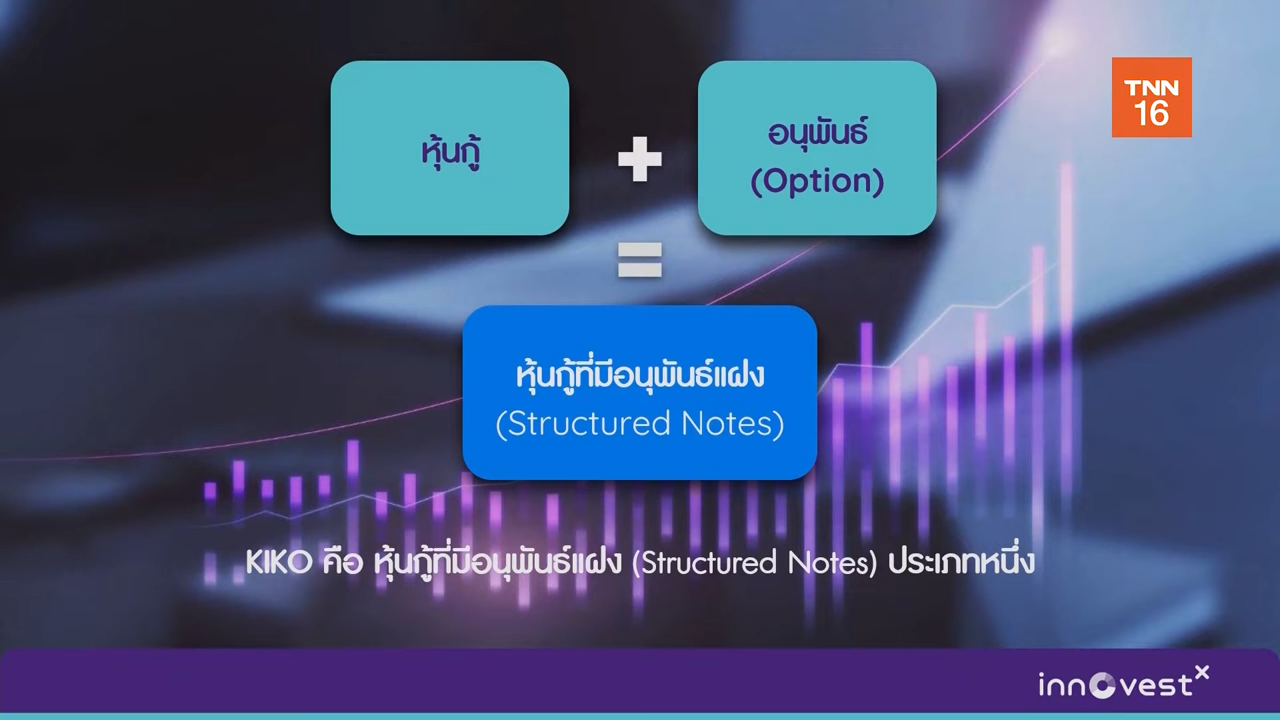 TNN
16
หุ้นกู้
+
อนุพันธ์
(Option)
=
หุ้นกู้ที่มีอนุพันธ์แฝง
(Structured Notes)
KIKO คือ หุ้นกู้ที่มีอนุพันธ์แฝง (Structured Notes) ประเภทหนึ่ง
innovestx